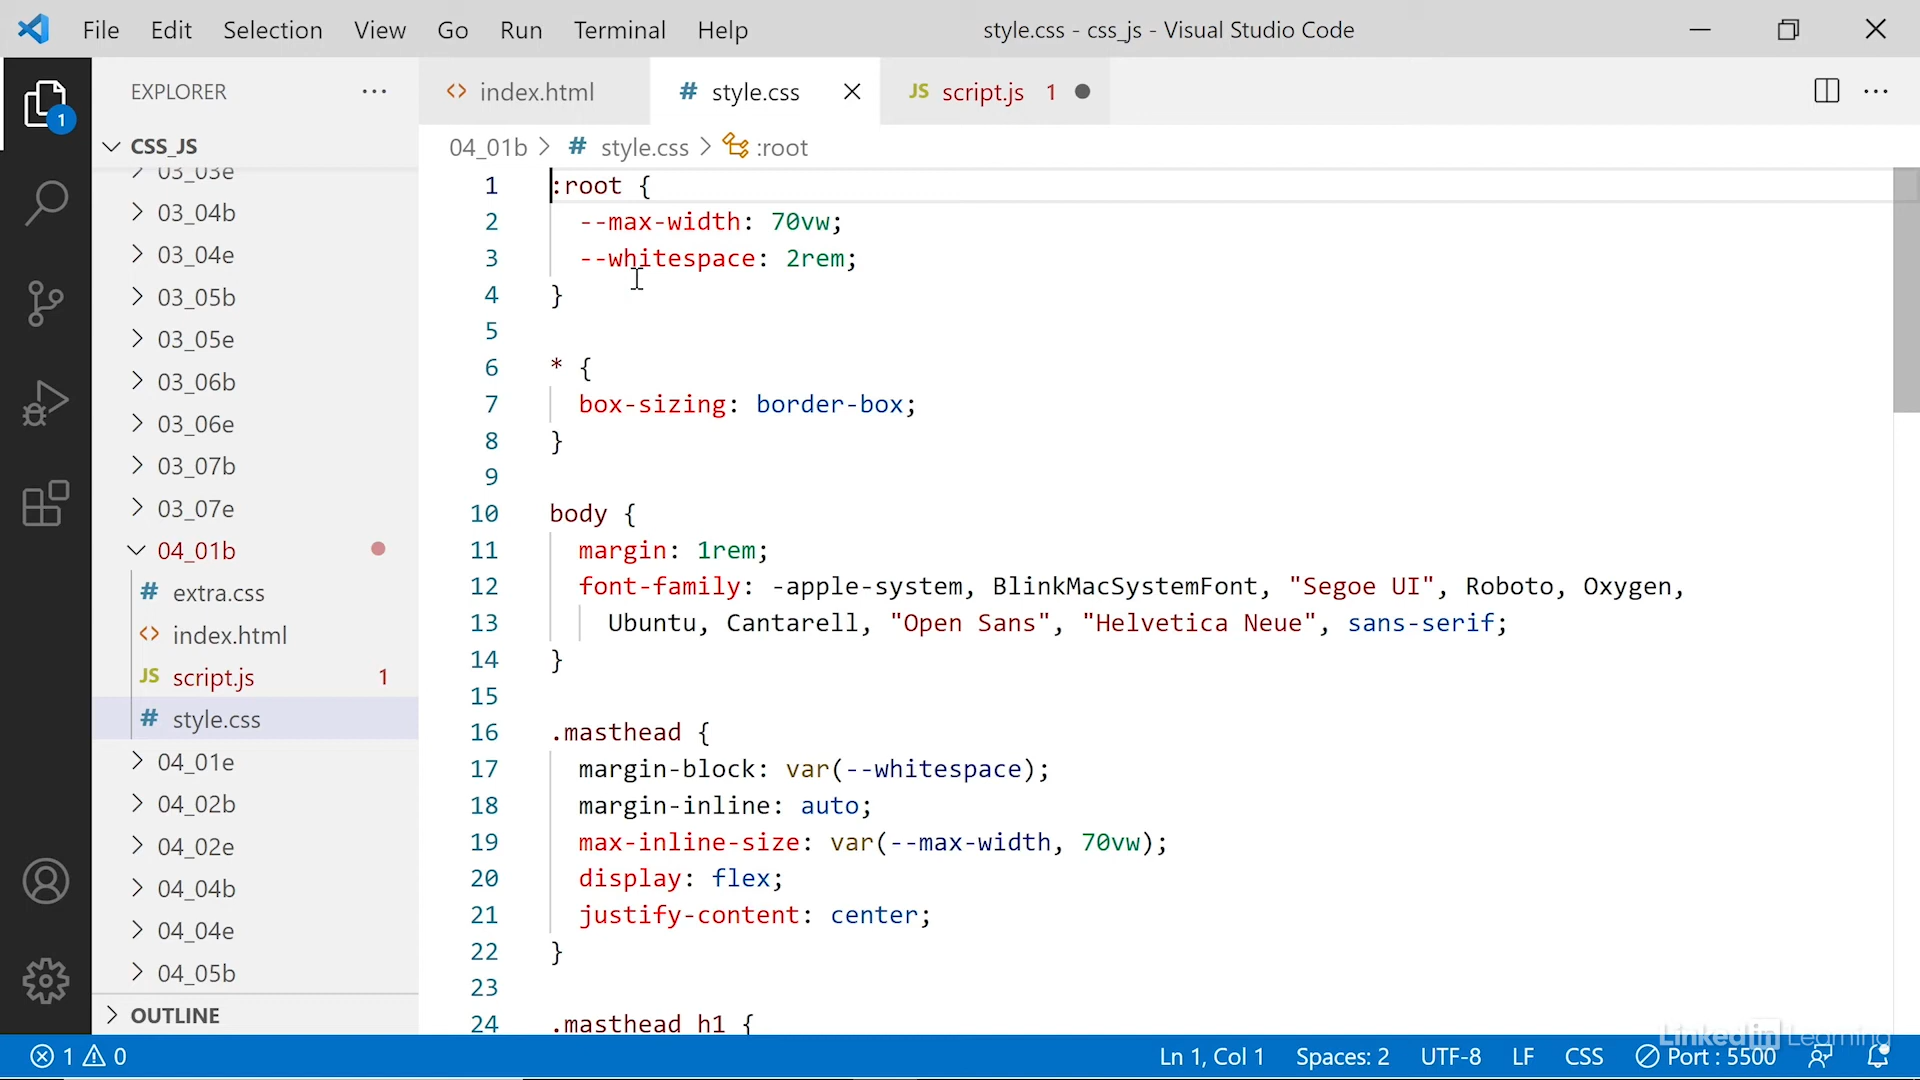 File Edit Selection View Go Run Terminal Help style.css - css_js - Visual Studio Code
EXPLORER
index.html
# style.css
JS script.js 1
CSS_JS
04_01b > # style.css > :root
03_03e
03_04b
03_04e
03_05b
03_05e
03_06b
03_06e
03_07b
03_07e
04_01b
# extra.css
<> index.html
JS script.js 1
# style.css
04_01e
04_02b
04_02e
04_04b
04_04e
04_05b
OUTLINE
1
1 :root {
2 --max-width: 70vw;
3 --whitespace: 2rem;
4 }
5
6 * {
7 box-sizing: border-box;
8 }
9
10 body {
11 margin: 1rem;
12 font-family: -apple-system, BlinkMacSystemFont, "Segoe UI", Roboto, Oxygen,
13 Ubuntu, Cantarell, "Open Sans", "Helvetica Neue", sans-serif;
14 }
15
16 .masthead {
17 margin-block: var(--whitespace);
18 margin-inline: auto;
19 max-inline-size: var(--max-width, 70vw);
20 display: flex;
21 justify-content: center;
22 }
23
24 .masthead h1 {
1 0 Ln 1, Col 1 Spaces: 2 UTF-8 LF CSS Port : 5500
LinkedIn Learning